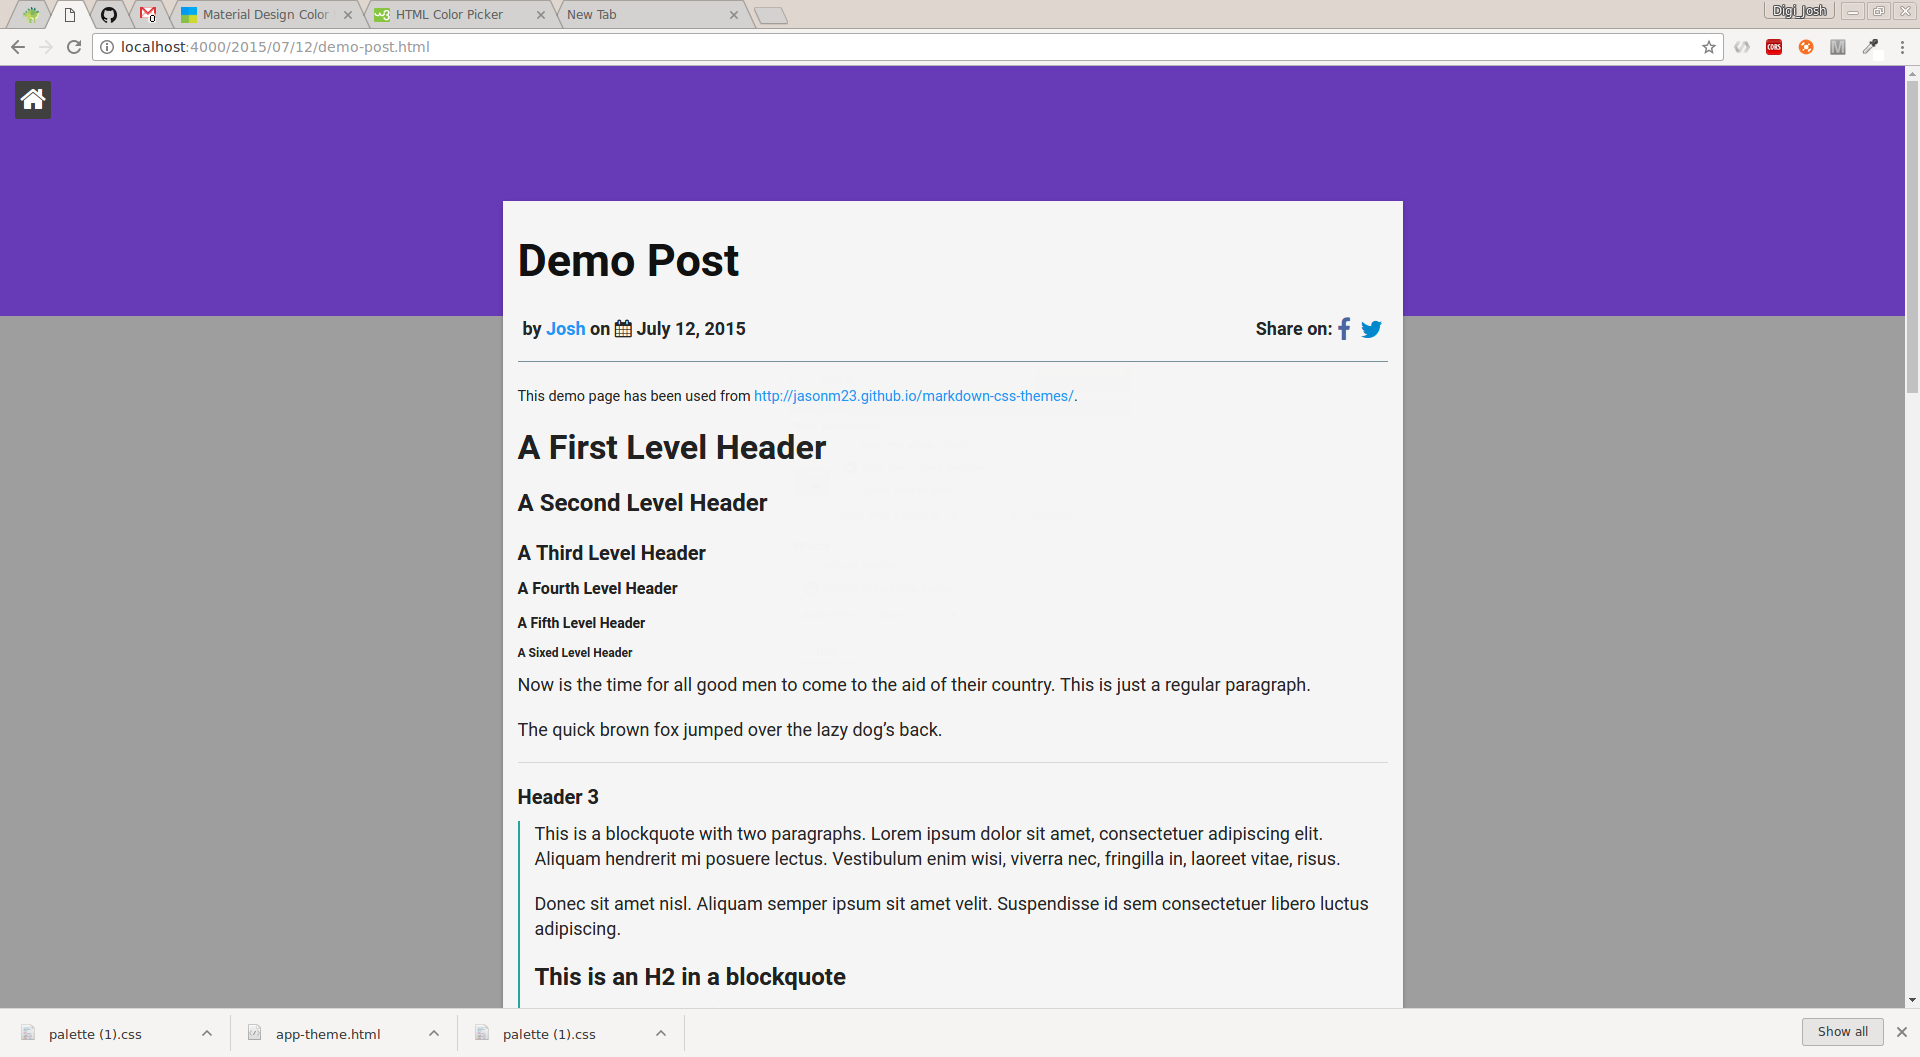 0
Material Design Color
HTML Color Picker
New Tab
Digi_Josh
localhost:4000/2015/07/12/demo-post.html
CORS
M
Demo Post
by Josh on July 12, 2015
Share on:
This demo page has been used from http://jasonm23.github.io/markdown-css-themes/.
A First Level Header
A Second Level Header
A Third Level Header
A Fourth Level Header
A Fifth Level Header
A Sixed Level Header
Now is the time for all good men to come to the aid of their country. This is just a regular paragraph.
The quick brown fox jumped over the lazy dog’s back.
Header 3
This is a blockquote with two paragraphs. Lorem ipsum dolor sit amet, consectetuer adipiscing elit.
Aliquam hendrerit mi posuere lectus. Vestibulum enim wisi, viverra nec, fringilla in, laoreet vitae, risus.
Donec sit amet nisl. Aliquam semper ipsum sit amet velit. Suspendisse id sem consectetuer libero luctus
adipiscing.
This is an H2 in a blockquote
palette (1).css
app-theme.html
palette (1).css
Show all